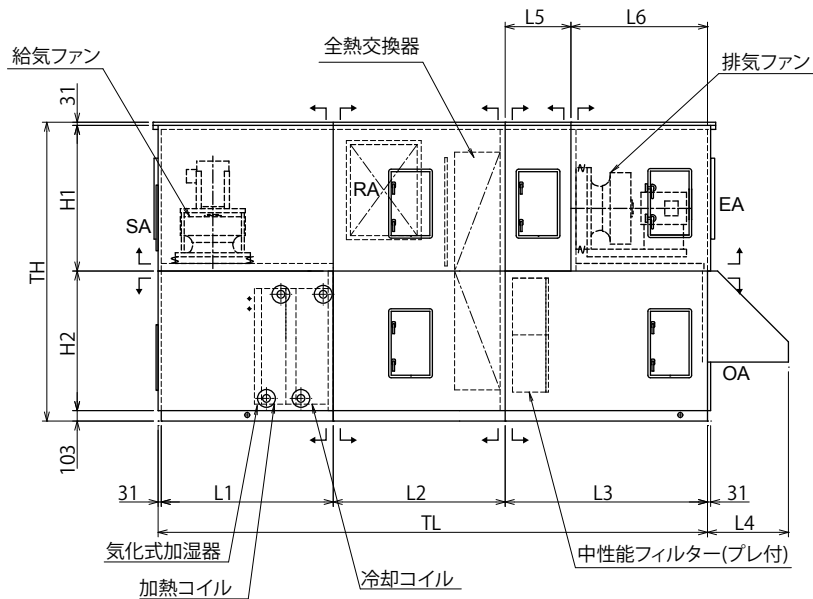 L5
L6
給気ファン
全熱交換器
排気ファン
31
H1
TH
H2
103
RA
SA
EA
OA
31
L1
L2
L3
31
TL
L4
気化式加湿器
加熱コイル
冷却コイル
中性能フィルター(プレ付)